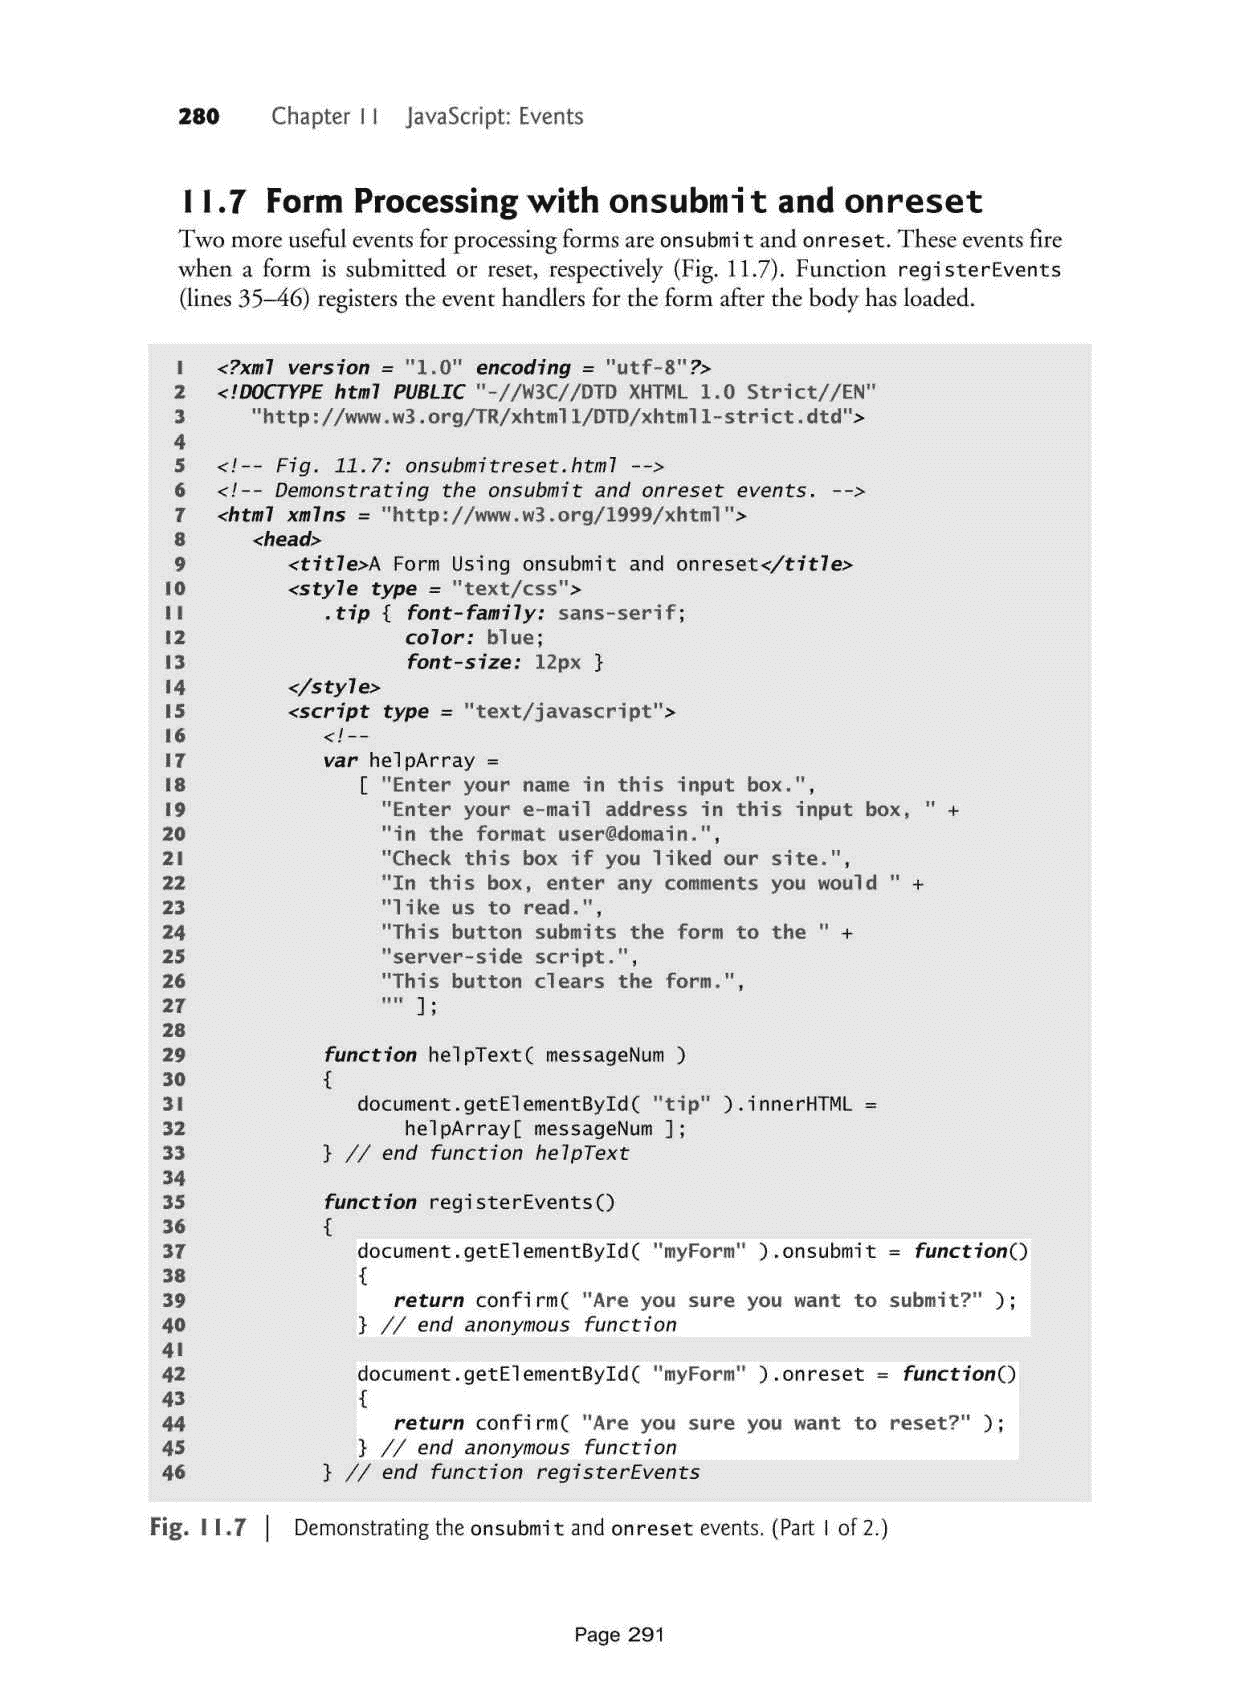 280 Chapter 11 JavaScript: Events
11.7 Form Processing with onsubmit and onreset
Two more useful events for processing forms are onsubmit and onreset. These events fire
when a form is submitted or reset, respectively (Fig. 11.7). Function registerEvents
(lines 35–46) registers the event handlers for the form after the body has loaded.
1 <?xml version = "1.0" encoding = "utf-8"?>
2 <!DOCTYPE html PUBLIC "-//W3C//DTD XHTML 1.0 Strict//EN"
3 "http://www.w3.org/TR/xhtml1/DTD/xhtml1-strict.dtd">
4
5 <!-- Fig. 11.7: onsubmitreset.html -->
6 <!-- Demonstrating the onsubmit and onreset events. -->
7 <html xmlns = "http://www.w3.org/1999/xhtml">
8 <head>
9 <title>A Form Using onsubmit and onreset</title>
10 <style type = "text/css">
11 .tip { font-family: sans-serif;
12 color: blue;
13 font-size: 12px }
14 </style>
15 <script type = "text/javascript">
16 <!--
17 var helpArray =
18 [ "Enter your name in this input box.",
19 "Enter your e-mail address in this input box, " +
20 "in the format user@domain.",
21 "Check this box if you liked our site.",
22 "In this box, enter any comments you would " +
23 "like us to read.",
24 "This button submits the form to the " +
25 "server-side script.",
26 "This button clears the form.",
27 "" ];
28
29 function helpText( messageNum )
30 {
31 document.getElementById( "tip" ).innerHTML =
32 helpArray[ messageNum ];
33 } // end function helpText
34
35 function registerEvents()
36 {
37 document.getElementById( "myForm" ).onsubmit = function()
38 {
39 return confirm( "Are you sure you want to submit?" );
40 } // end anonymous function
41
42 document.getElementById( "myForm" ).onreset = function()
43 {
44 return confirm( "Are you sure you want to reset?" );
45 } // end anonymous function
46 } // end function registerEvents
Fig. 11.7 | Demonstrating the onsubmit and onreset events. (Part 1 of 2.)
Page 291